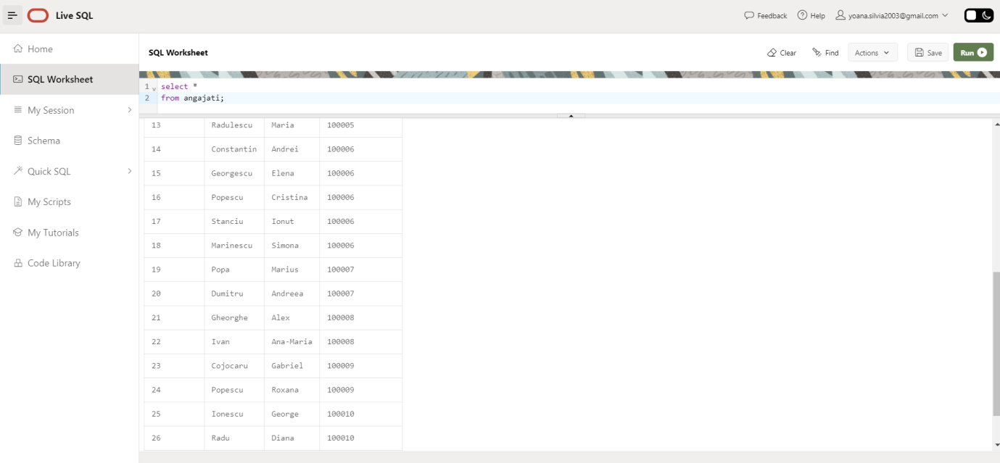 Live SQL
Feedback Help yoana.silvia2003@gmail.com
Home
SQL Worksheet
My Session
Schema
Quick SQL
My Scripts
My Tutorials
Code Library
SQL Worksheet
Clear Find Actions Save Run
1 select *
2 from angajati;
13 Radulescu Maria 100005
14 Constantin Andrei 100006
15 Georgescu Elena 100006
16 Popescu Cristina 100006
17 Stanciu Ionut 100006
18 Marinescu Simona 100006
19 Popa Marius 100007
20 Dumitru Andreea 100007
21 Gheorghe Alex 100008
22 Ivan Ana-Maria 100008
23 Cojocaru Gabriel 100009
24 Popescu Roxana 100009
25 Ionescu George 100010
26 Radu Diana 100010